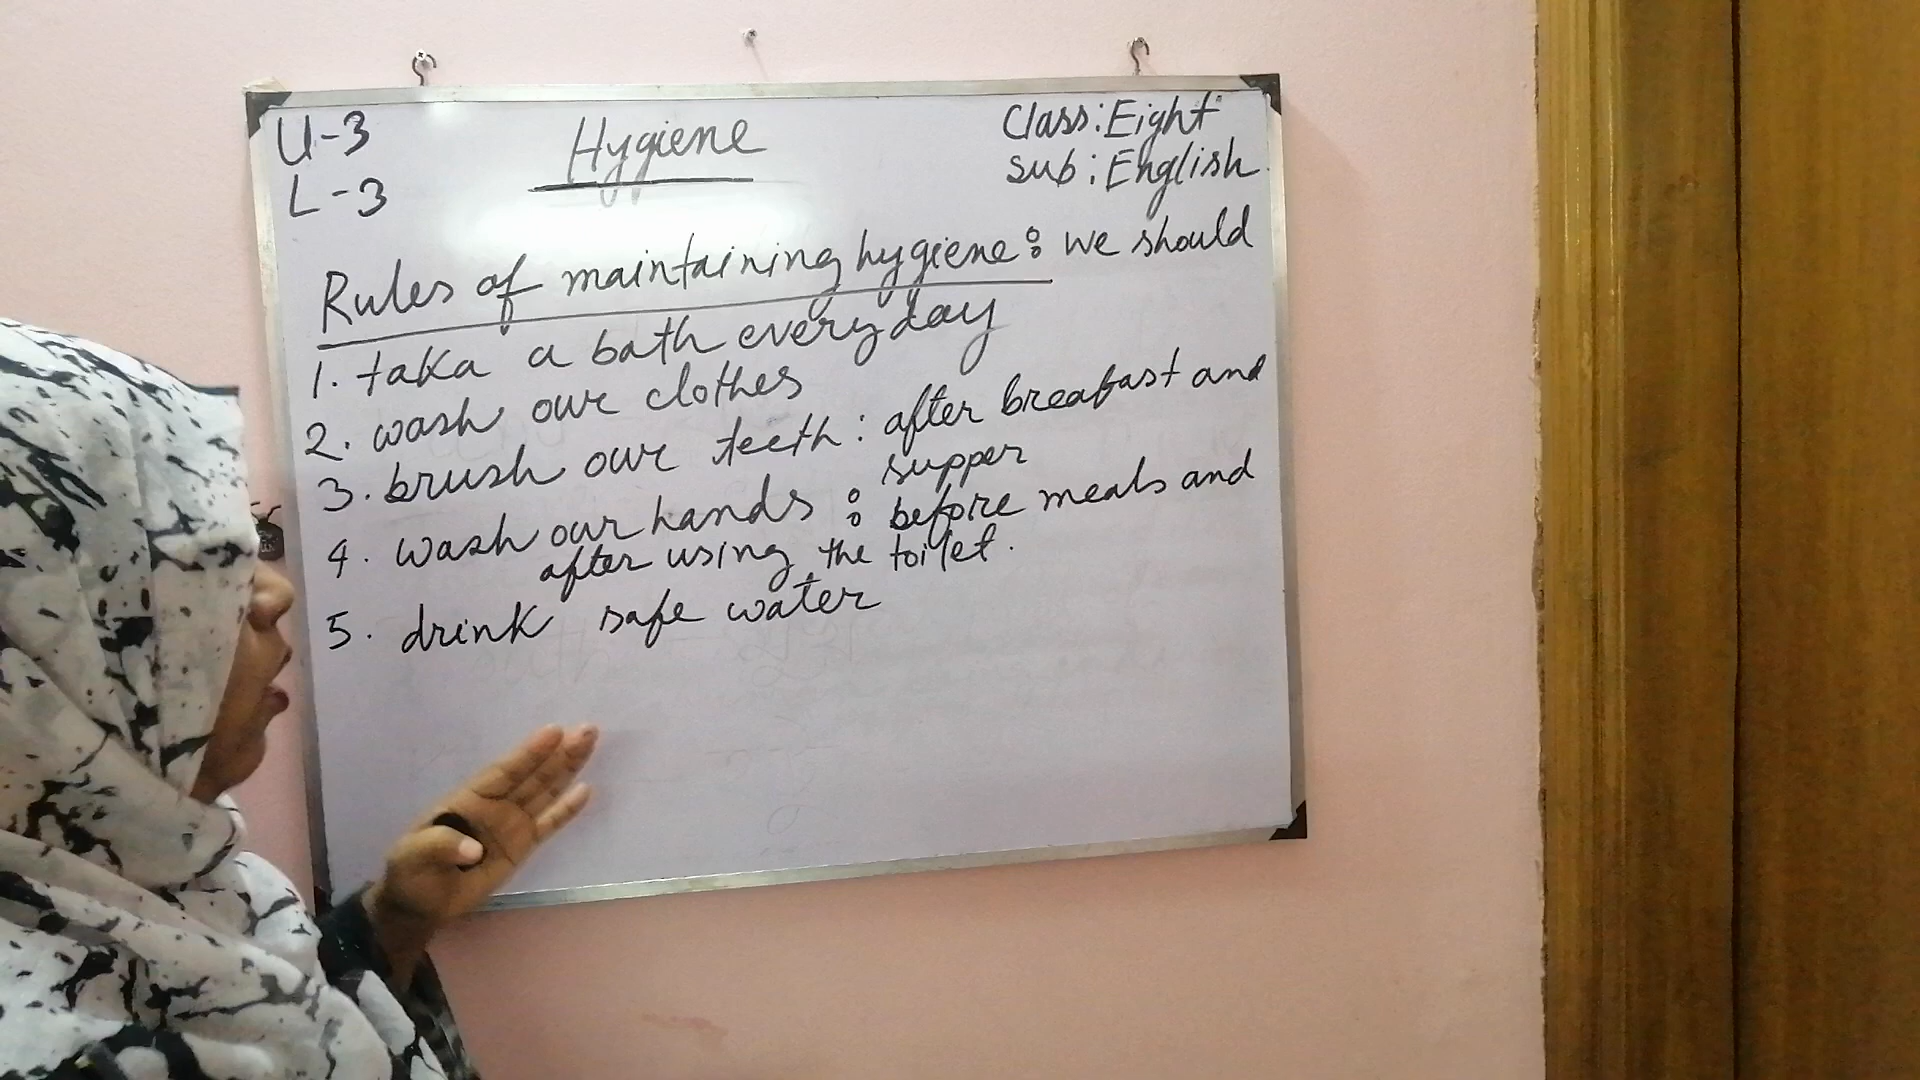 U-3
L-3
Hygiene
Class: Eight
Sub: English
Rules of maintaining hygiene: we should
1. taka a bath everyday
2. wash our clothes
3. brush our teeth: after breafast and
supper
4. wash our hands: before meals and
after using the toilet.
5. drink safe water